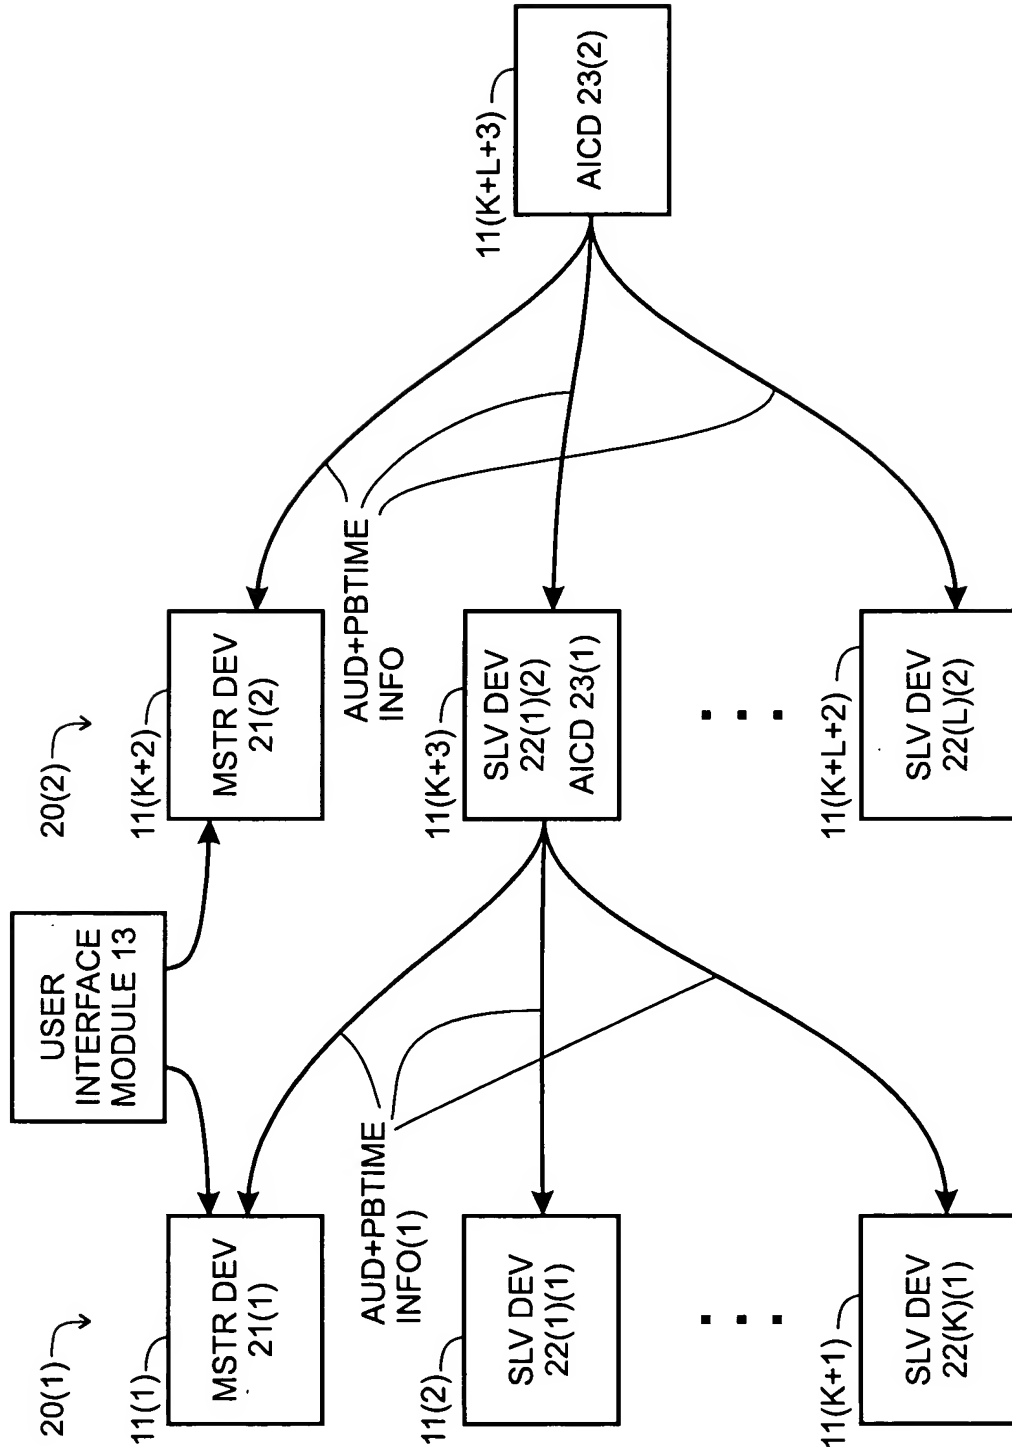 20(1)
11(1)
MSTR DEV
21(1)
AUD+PBTIME
INFO(1)
11(2)
SLV DEV
22(1)(1)
11(K+1)
SLV DEV
22(K)(1)
USER
INTERFACE
MODULE 13
20(2)
11(K+2)
MSTR DEV
21(2)
AUD+PBTIME
INFO
11(K+3)
SLV DEV
22(1)(2)
AICD 23(1)
11(K+L+2)
SLV DEV
22(L)(2)
11(K+L+3)
AICD 23(2)